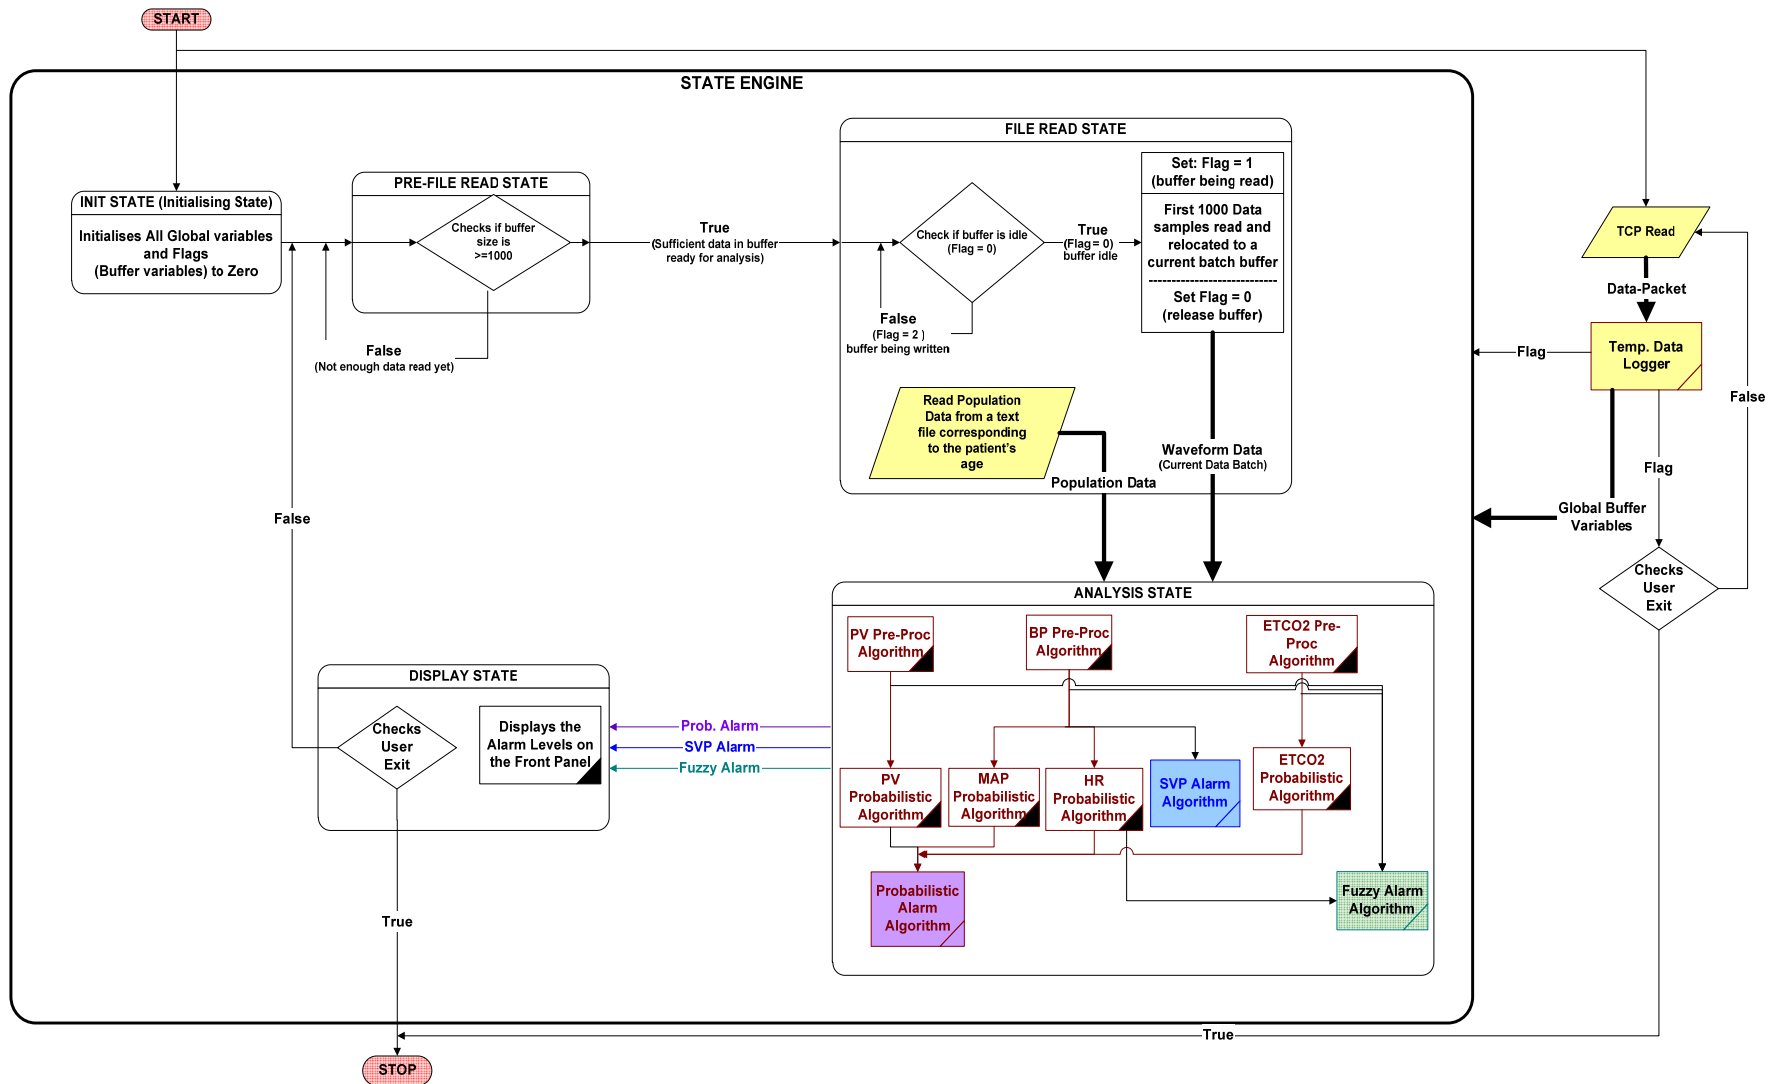 START
STATE ENGINE
INIT STATE (Initialising State)
Initialises All Global variables
and Flags
(Buffer variables) to Zero
PRE-FILE READ STATE
Checks if buffer
size is
>=1000
False
(Not enough data read yet)
True
(Sufficient data in buffer
ready for analysis)
FILE READ STATE
Check if buffer is idle
(Flag = 0)
True
(Flag = 0)
buffer idle
False
(Flag = 2 )
buffer being written
Set: Flag = 1
(buffer being read)
First 1000 Data
samples read and
relocated to a
current batch buffer
----------------------------
Set Flag = 0
(release buffer)
Read Population
Data from a text
file corresponding
to the patient's
age
Population Data
Waveform Data
(Current Data Batch)
TCP Read
Data-Packet
Temp. Data
Logger
Flag
Flag
False
Global Buffer
Variables
Checks
User
Exit
True
ANALYSIS STATE
PV Pre-Proc
Algorithm
BP Pre-Proc
Algorithm
ETCO2 Pre-
Proc
Algorithm
PV
Probabilistic
Algorithm
MAP
Probabilistic
Algorithm
HR
Probabilistic
Algorithm
SVP Alarm
Algorithm
ETCO2
Probabilistic
Algorithm
Probabilistic
Alarm
Algorithm
Fuzzy Alarm
Algorithm
Prob. Alarm
SVP Alarm
Fuzzy Alarm
DISPLAY STATE
Checks
User
Exit
Displays the
Alarm Levels on
the Front Panel
False
True
STOP